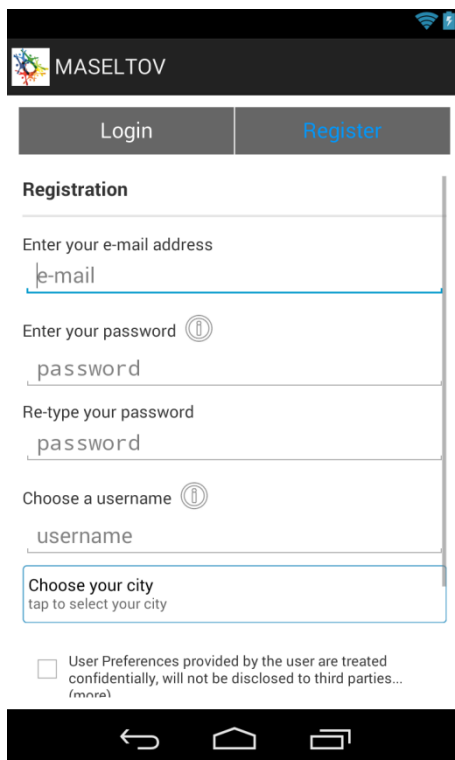 MASELTOV
Login
Register
Registration
Enter your e-mail address
e-mail
Enter your password
password
Re-type your password
password
Choose a username
username
Choose your city
tap to select your city
User Preferences provided by the user are treated
confidentially, will not be disclosed to third parties...
(more)